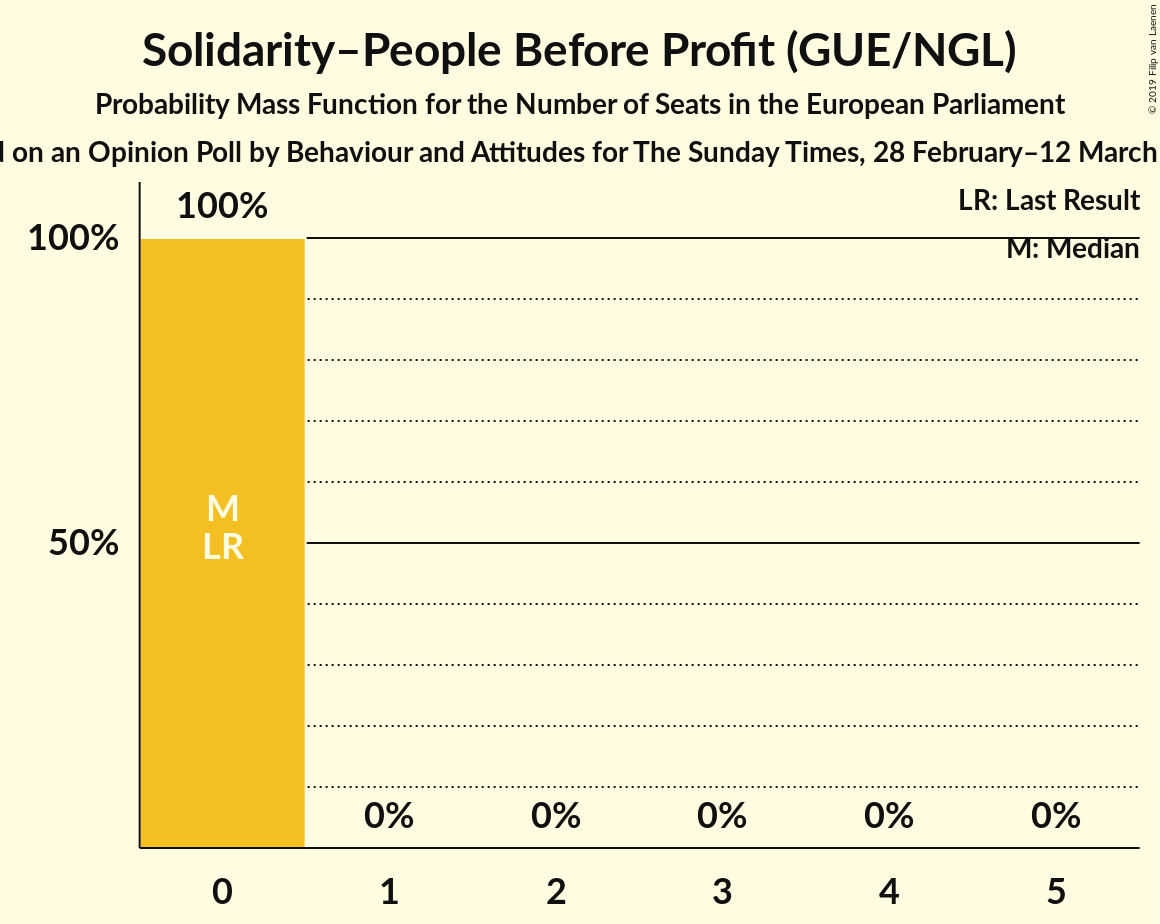 Solidarity–People Before Profit (GUE/NGL)
Probability Mass Function for the Number of Seats in the European Parliament
on an Opinion Poll by Behaviour and Attitudes for The Sunday Times, 28 February–12 March
© 2019 Filip van Laenen
LR: Last Result
M: Median
100%
100%
50%
M
LR
0% 0% 0% 0% 0%
0 1 2 3 4 5